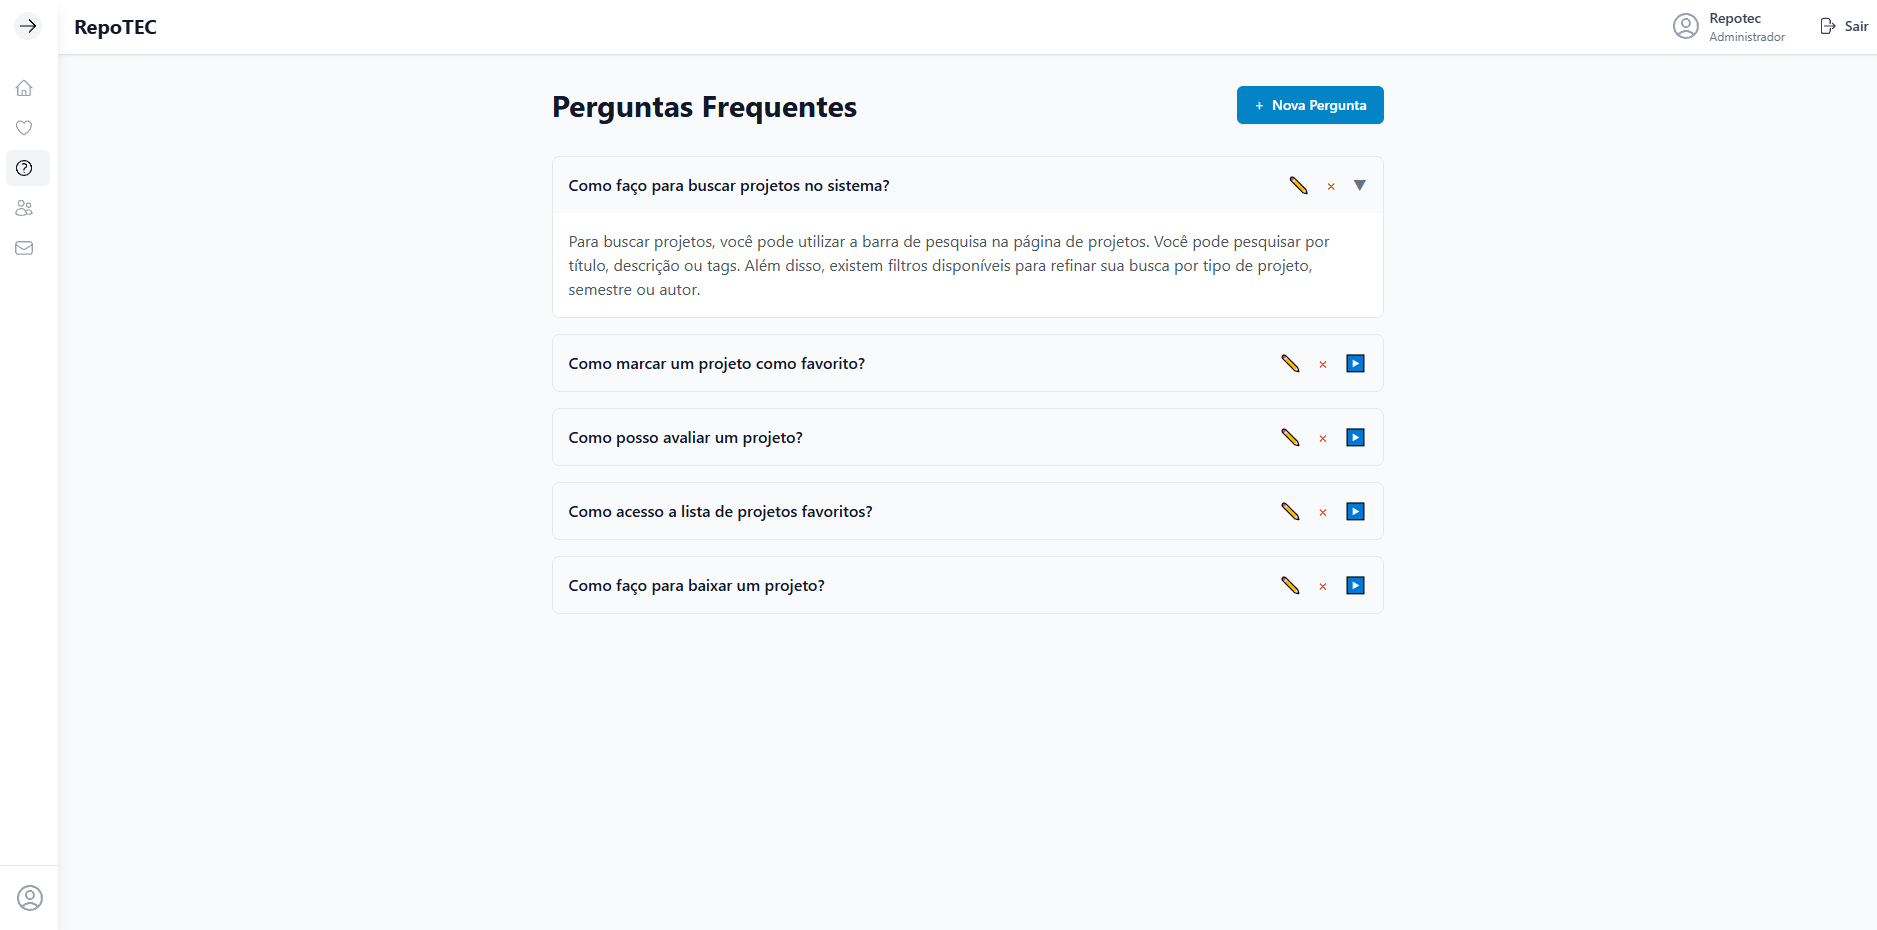 RepoTEC
Repotec
Administrador
Sair
Perguntas Frequentes
+ Nova Pergunta
Como faço para buscar projetos no sistema?
Para buscar projetos, você pode utilizar a barra de pesquisa na página de projetos. Você pode pesquisar por
título, descrição ou tags. Além disso, existem filtros disponíveis para refinar sua busca por tipo de projeto,
semestre ou autor.
Como marcar um projeto como favorito?
Como posso avaliar um projeto?
Como acesso a lista de projetos favoritos?
Como faço para baixar um projeto?